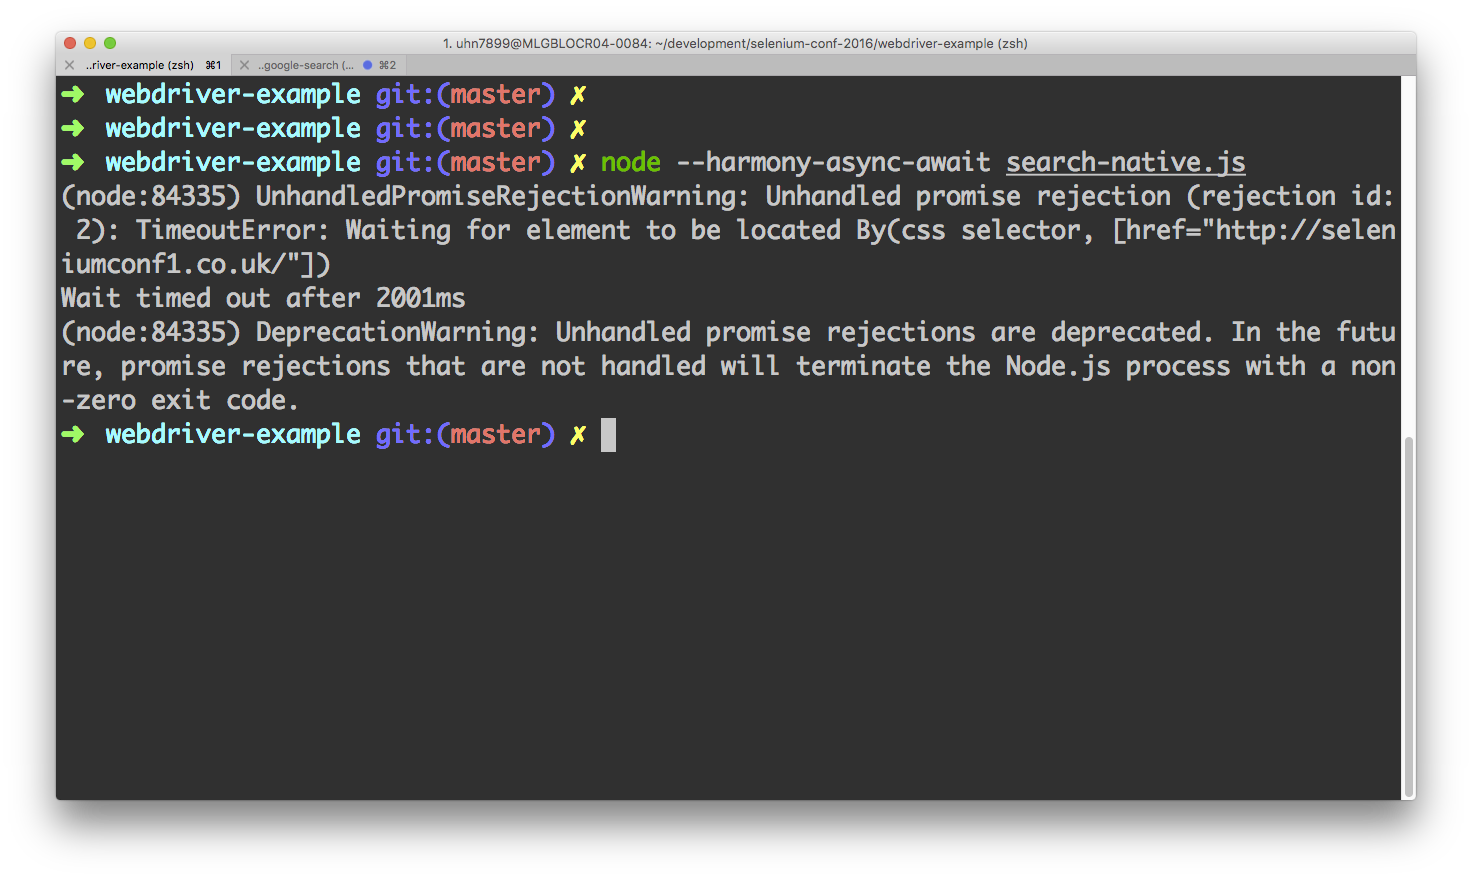 1. uhn7899@MLGBLOCR04-0084: ~/development/selenium-conf-2016/webdriver-example (zsh)
..river-example (zsh) ⌘1 ..google-search (... ⌘2
➜ webdriver-example git:(master) ✗
➜ webdriver-example git:(master) ✗
➜ webdriver-example git:(master) ✗ node --harmony-async-await search-native.js
(node:84335) UnhandledPromiseRejectionWarning: Unhandled promise rejection (rejection id:
 2): TimeoutError: Waiting for element to be located By(css selector, [href="http://selen
iumconf1.co.uk/"])
Wait timed out after 2001ms
(node:84335) DeprecationWarning: Unhandled promise rejections are deprecated. In the futu
re, promise rejections that are not handled will terminate the Node.js process with a non
-zero exit code.
➜ webdriver-example git:(master) ✗